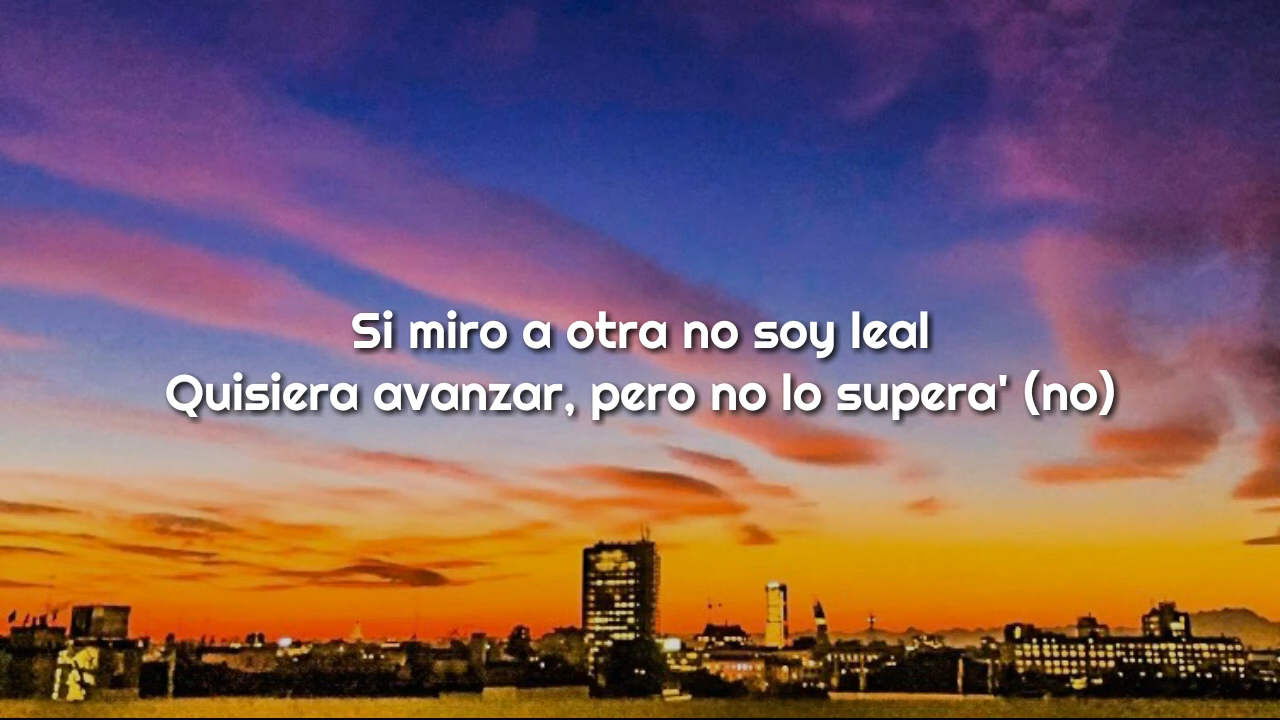 Si miro a otra no soy leal
Quisiera avanzar, pero no lo supera' (no)